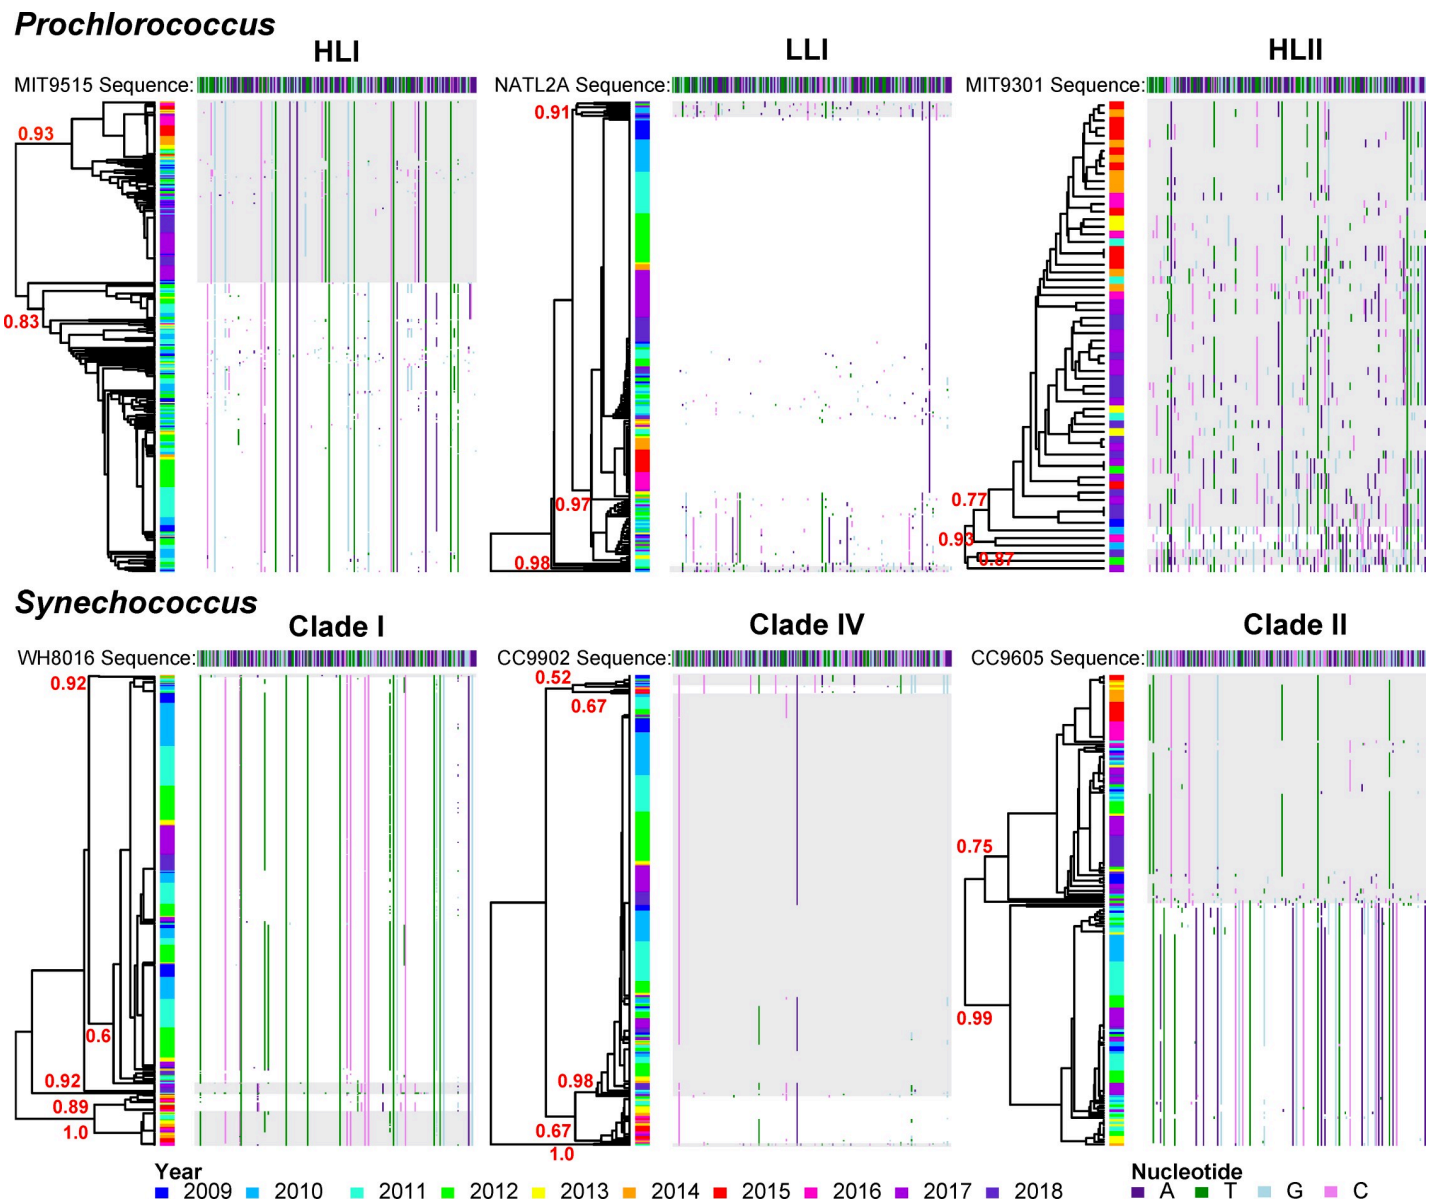 Prochlorococcus
HLI LLI HLII
MIT9515 Sequence: NATL2A Sequence: MIT9301 Sequence:
0.93
0.83
0.91
0.97
0.98
0.77
0.93
0.87
Synechococcus
Clade I Clade IV Clade II
WH8016 Sequence: CC9902 Sequence: CC9605 Sequence:
0.92
0.6
0.92
0.89
1.0
0.52
0.67
0.98
0.67
1.0
0.75
0.99
Year
2009 2010 2011 2012 2013 2014 2015 2016 2017 2018
Nucleotide
A T G C